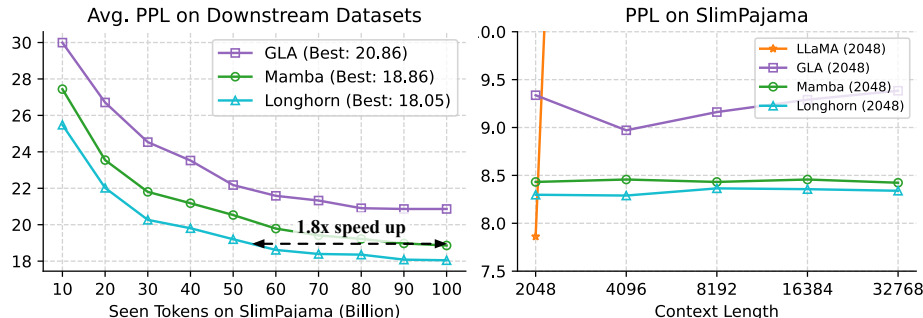 Avg. PPL on Downstream Datasets
30
28
26
24
22
20
18
GLA (Best: 20.86)
Mamba (Best: 18.86)
Longhorn (Best: 18.05)
1.8x speed up
10 20 30 40 50 60 70 80 90 100
Seen Tokens on SlimPajama (Billion)
PPL on SlimPajama
0.0
9.5
9.0
8.5
8.0
7.5
LLaMA (2048)
GLA (2048)
Mamba (2048)
Longhorn (2048)
2048 4096 8192 16384 32768
Context Length